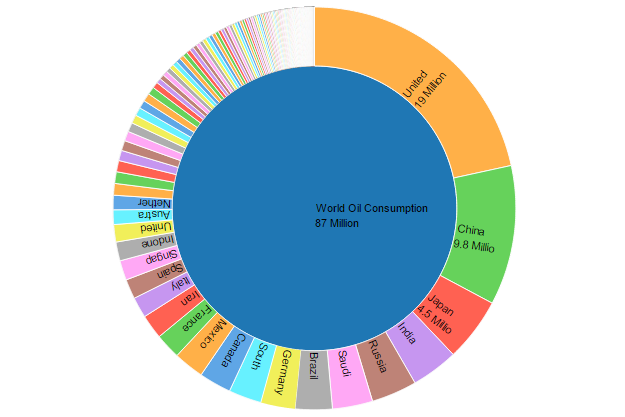 World Oil Consumption
87 Million
United
19 Million
China
9.8 Millio
Japan
4.5 Millio
India
Russia
Saudi
Brazil
Germany
South
Canada
Mexico
France
Iran
Italy
Spain
Singap
Indone
United
Austra
Nether